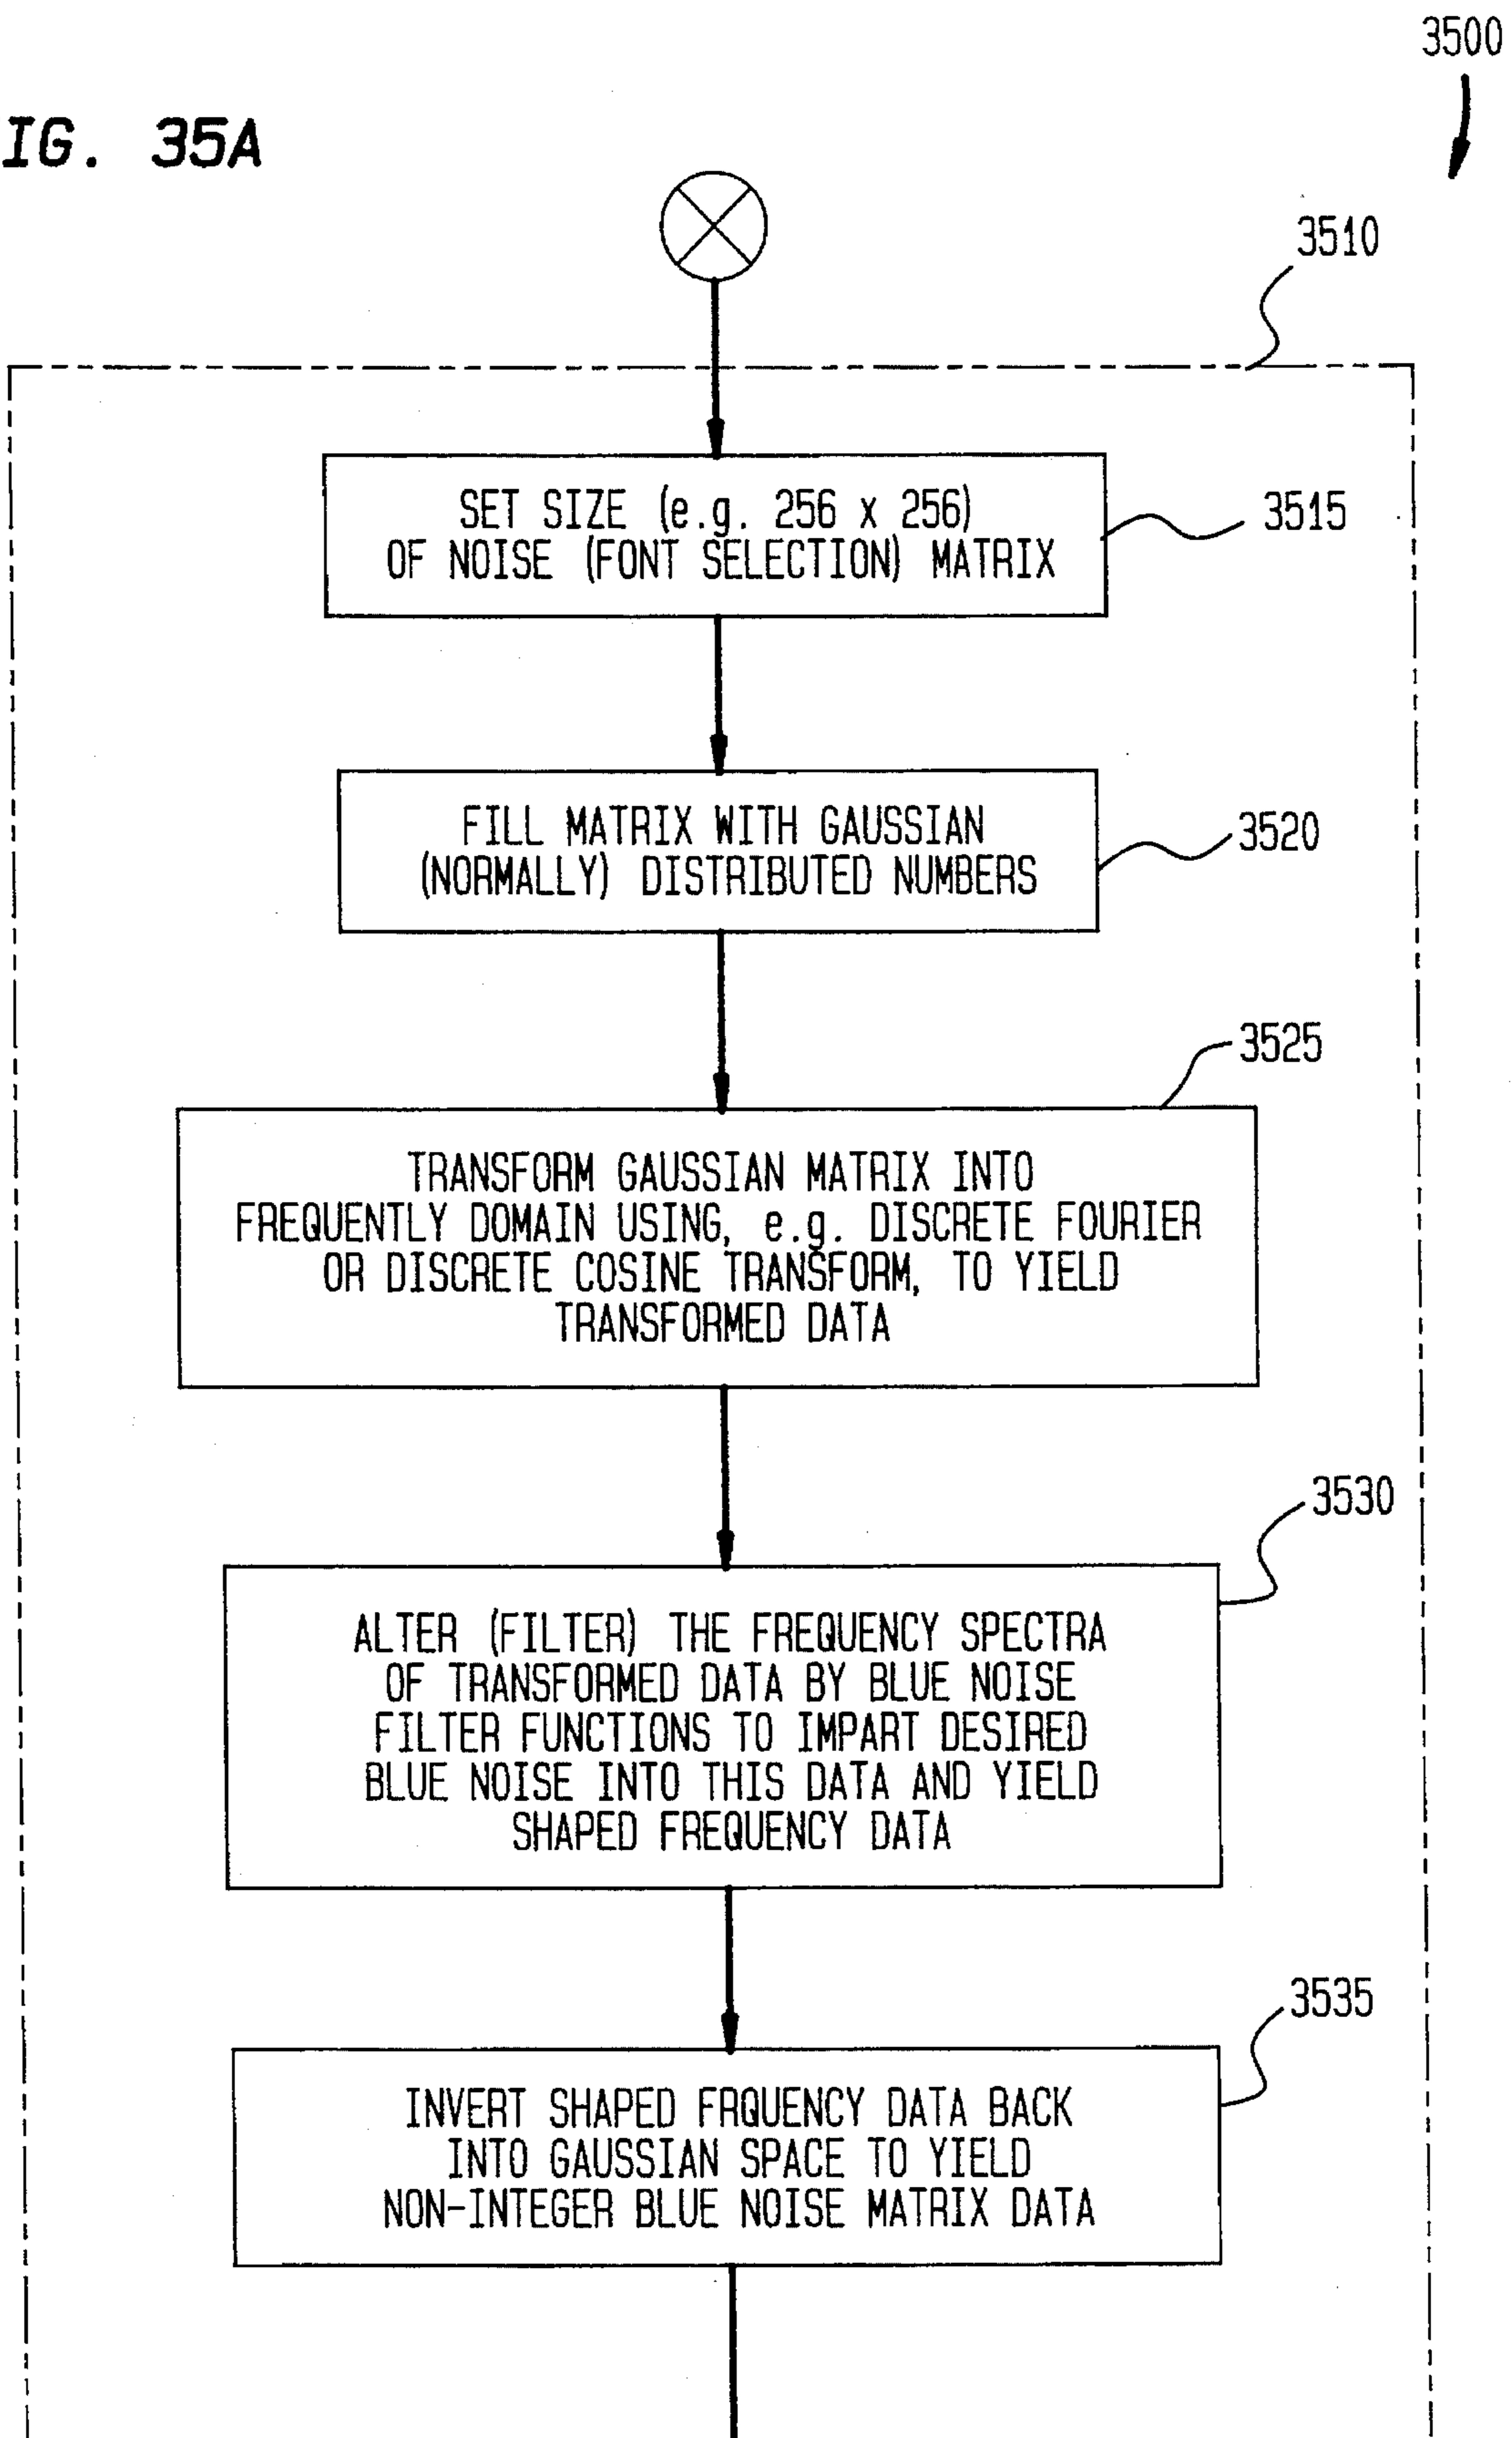 3500
IG. 35A
3510
SET SIZE (e.g. 256 x 256)
OF NOISE (FONT SELECTION) MATRIX
3515
FILL MATRIX WITH GAUSSIAN
(NORMALLY) DISTRIBUTED NUMBERS
3520
3525
TRANSFORM GAUSSIAN MATRIX INTO
FREQUENTLY DOMAIN USING, e.g. DISCRETE FOURIER
OR DISCRETE COSINE TRANSFORM, TO YIELD
TRANSFORMED DATA
3530
ALTER (FILTER) THE FREQUENCY SPECTRA
OF TRANSFORMED DATA BY BLUE NOISE
FILTER FUNCTIONS TO IMPART DESIRED
BLUE NOISE INTO THIS DATA AND YIELD
SHAPED FREQUENCY DATA
3535
INVERT SHAPED FRQUENCY DATA BACK
INTO GAUSSIAN SPACE TO YIELD
NON-INTEGER BLUE NOISE MATRIX DATA